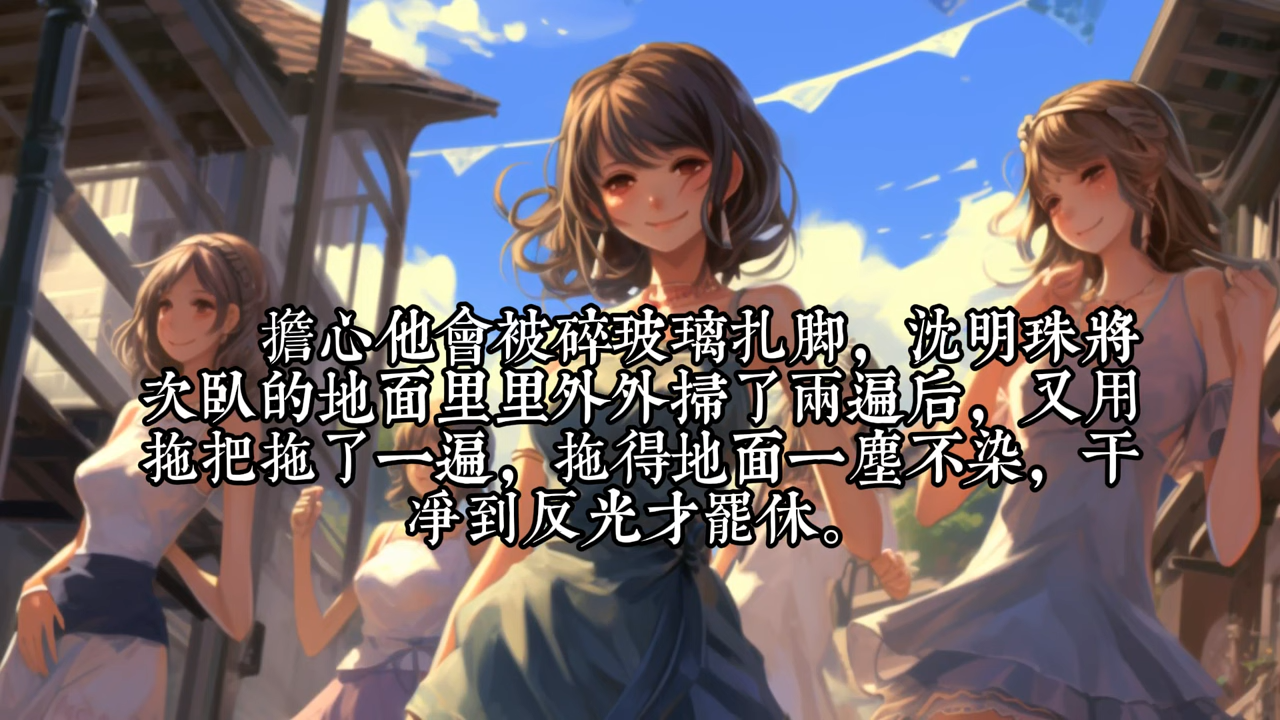 擔心他會被碎玻璃扎脚，沈明珠將
次臥的地面里里外外掃了兩遍后，又用
拖把拖了一遍，拖得地面一塵不染，干
凈到反光才罷休。